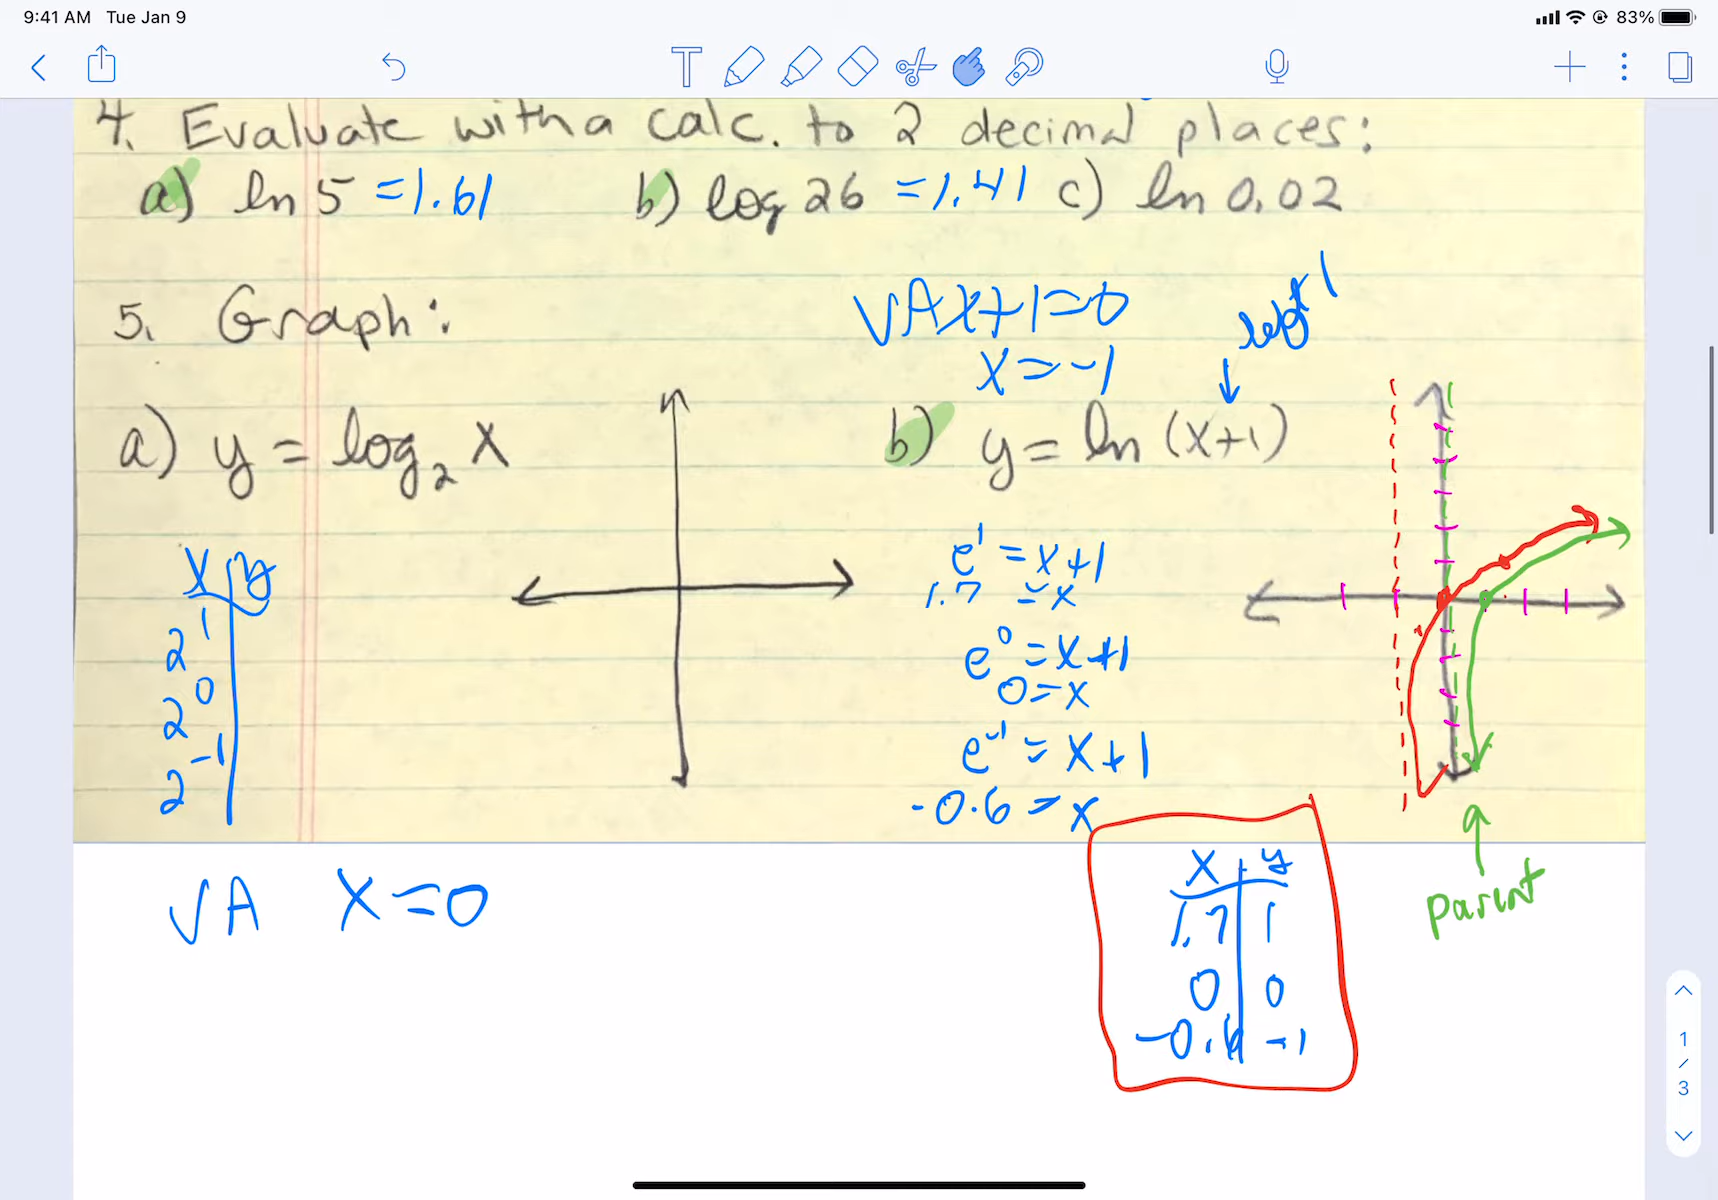 9:41 AM Tue Jan 9
83%
4. Evaluate with a calc. to 2 decimal places:
a) ln 5 = 1.61 b) log 26 = 1.41 c) ln 0.02
5. Graph:
VA x+1=0
x = -1
1
a) y = log₂ x
b) y = ln (x+1)
x y
2¹
2⁰
2⁻¹
e¹ = x+1
1.7 = x
e⁰ = x+1
0 = x
e⁻¹ = x+1
-0.6 = x
VA x=0
x y
1.7 1
0 0
-0.6 -1
parent
1
/
3